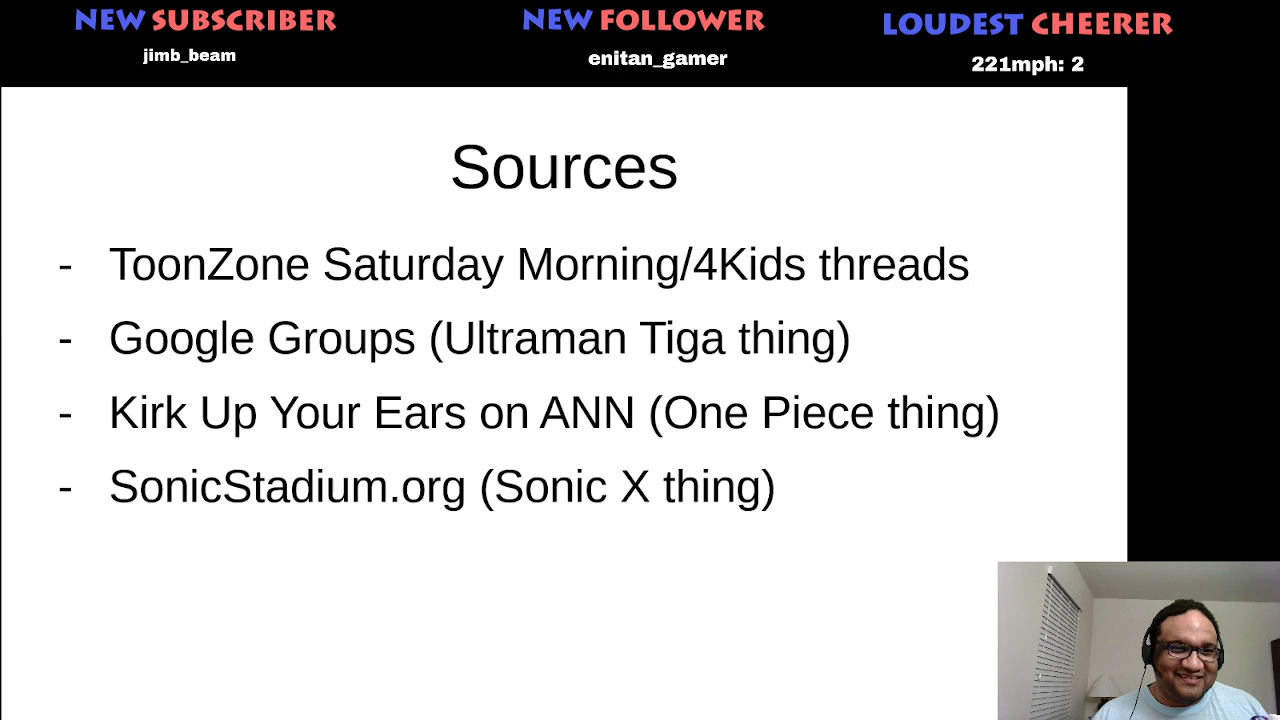 NEW SUBSCRIBER
jimb_beam
NEW FOLLOWER
enitan_gamer
LOUDEST CHEERER
221mph: 2
Sources
- ToonZone Saturday Morning/4Kids threads
- Google Groups (Ultraman Tiga thing)
- Kirk Up Your Ears on ANN (One Piece thing)
- SonicStadium.org (Sonic X thing)